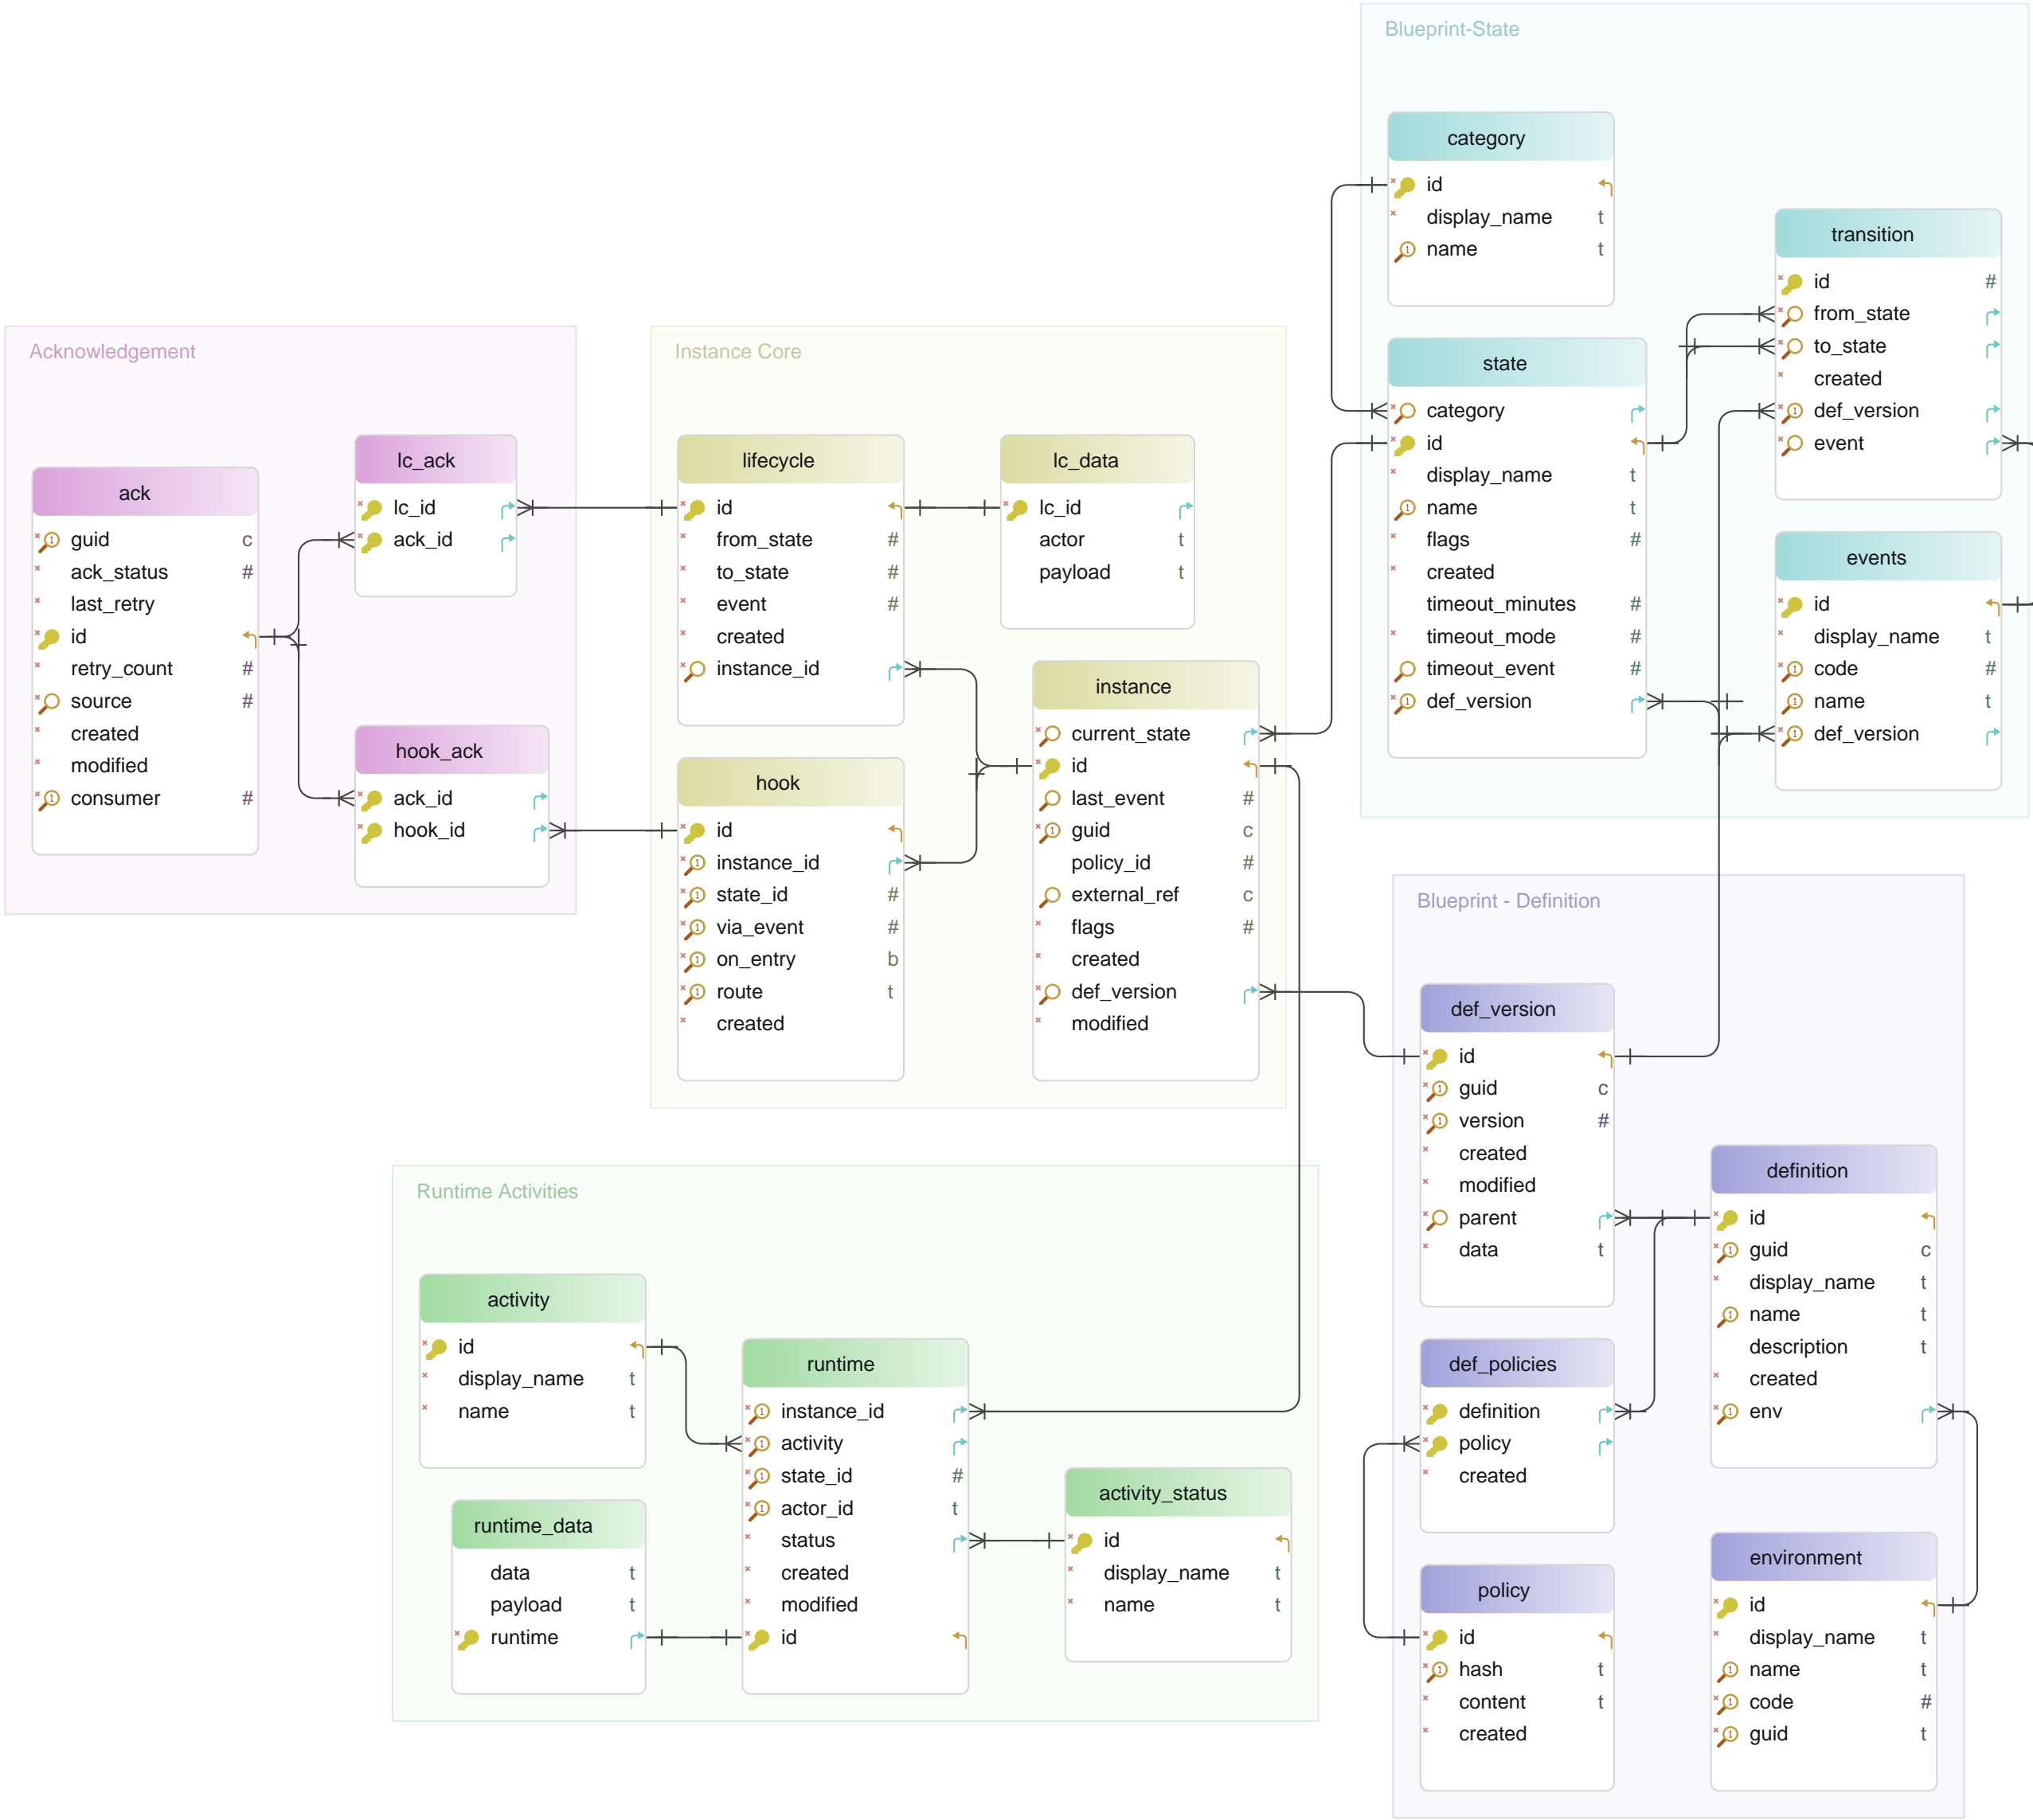 Blueprint-State
category
id
display_name t
name t
transition
id #
from_state
to_state
created
def_version
event
state
category
id
display_name t
name t
flags #
created
timeout_minutes #
timeout_mode #
timeout_event #
def_version
events
id
display_name t
code #
name t
def_version
Acknowledgement
ack
guid c
ack_status #
last_retry
id
retry_count #
source #
created
modified
consumer #
lc_ack
lc_id
ack_id
hook_ack
ack_id
hook_id
Instance Core
lifecycle
id
from_state #
to_state #
event #
created
instance_id
lc_data
lc_id
actor t
payload t
hook
id
instance_id
state_id #
via_event #
on_entry b
route t
created
instance
current_state
id
last_event #
guid c
policy_id #
external_ref c
flags #
created
def_version
modified
Blueprint - Definition
def_version
id
guid c
version #
created
modified
parent
data t
definition
id
guid c
display_name t
name t
description t
created
env
def_policies
definition
policy
created
policy
id
hash t
content t
created
environment
id
display_name t
name t
code #
guid t
Runtime Activities
activity
id
display_name t
name t
runtime
instance_id
activity
state_id #
actor_id t
status
created
modified
id
runtime_data
data t
payload t
runtime
activity_status
id
display_name t
name t